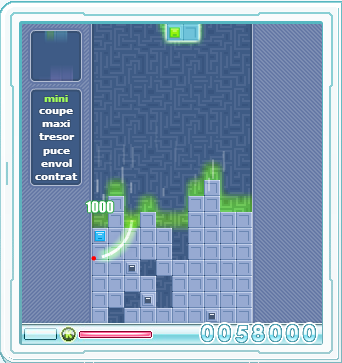 mini
coupe
maxi
tresor
puce
envol
contrat
1000
0058000